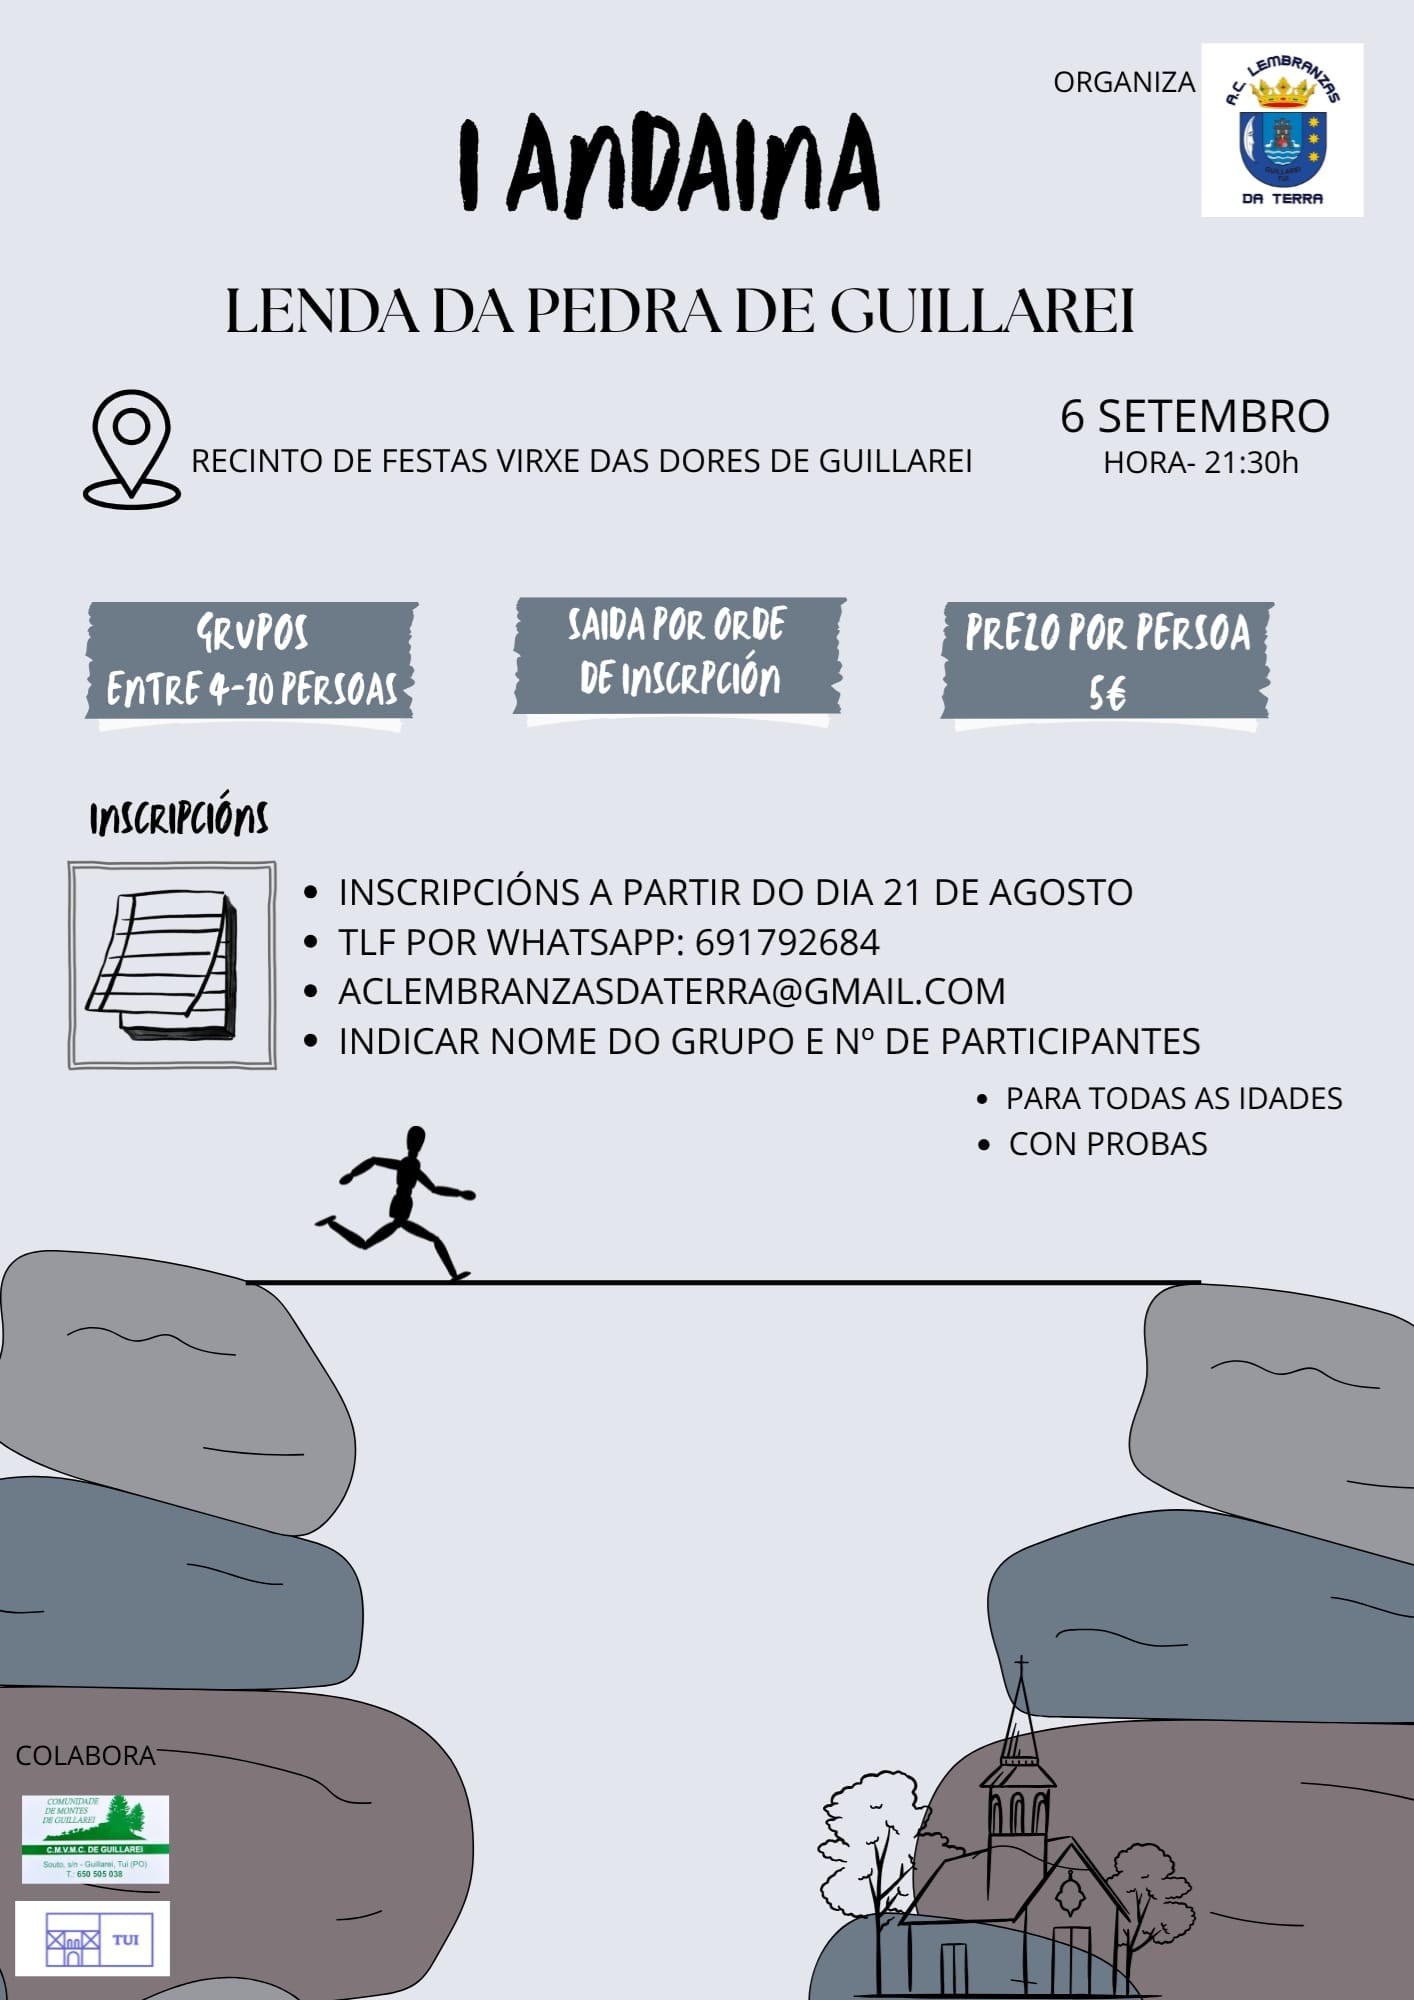 ORGANIZA
A.C. LEMBRANZAS
GUILLAREI
TUI
DA TERRA
I ANDAINA
LENDA DA PEDRA DE GUILLAREI
6 SETEMBRO
RECINTO DE FESTAS VIRXE DAS DORES DE GUILLAREI
HORA- 21:30h
GRUPOS
ENTRE 4-10 PERSOAS
SAIDA POR ORDE
DE INSCRPCIÓN
PREZO POR PERSOA
5€
INSCRIPCIÓNS
• INSCRIPCIÓNS A PARTIR DO DIA 21 DE AGOSTO
• TLF POR WHATSAPP: 691792684
• ACLEMBRANZASDATERRA@GMAIL.COM
• INDICAR NOME DO GRUPO E Nº DE PARTICIPANTES
• PARA TODAS AS IDADES
• CON PROBAS
COLABORA
COMUNIDADE
DE MONTES
DE GUILLAREI
C.M.V.M.C. DE GUILLAREI
Souto, s/n - Guillarei, Tui (PO)
T.: 650 505 038
TUI